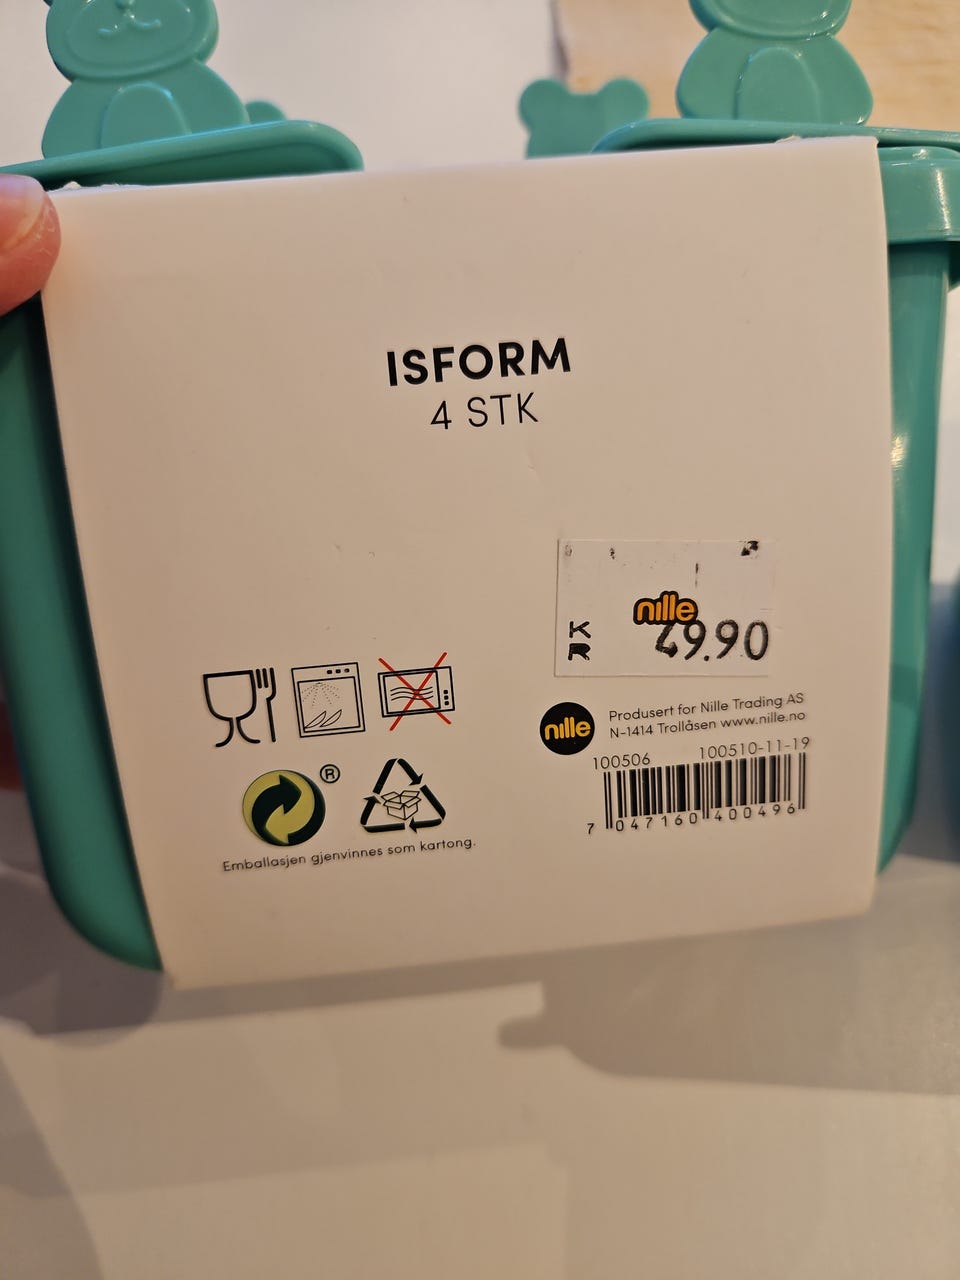 ISFORM
4 STK
nille
KR 49.90
nille
Produsert for Nille Trading AS
N-1414 Trollåsen www.nille.no
100506 100510-11-19
7 047160 400496
®
Emballasjen gjenvinnes som kartong.